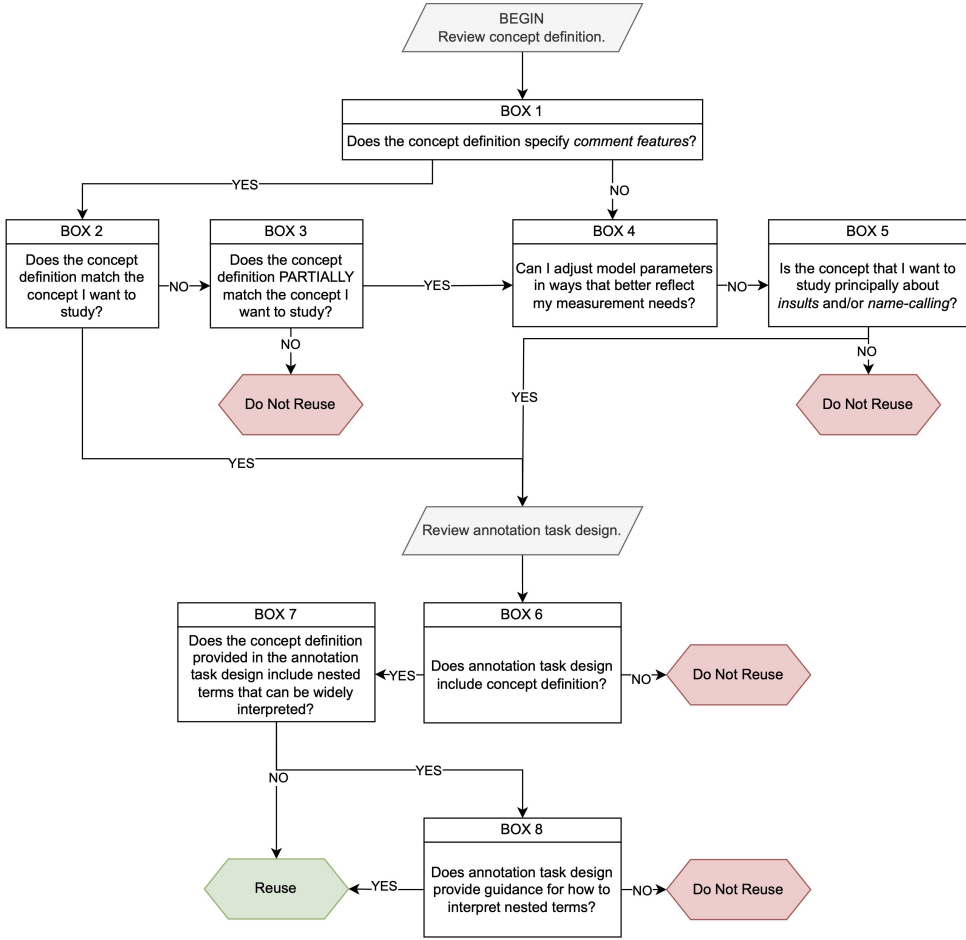 BEGIN
Review concept definition.
BOX 1
Does the concept definition specify comment features?
YES
NO
BOX 2
Does the concept
definition match the
concept I want to
study?
NO
BOX 3
Does the concept
definition PARTIALLY
match the concept I
want to study?
YES
BOX 4
Can I adjust model parameters
in ways that better reflect
my measurement needs?
NO
BOX 5
Is the concept that I want to
study principally about
insults and/or name-calling?
NO
Do Not Reuse
NO
Do Not Reuse
YES
YES
Review annotation task design.
BOX 7
Does the concept definition
provided in the annotation
task design include nested
terms that can be widely
interpreted?
YES
BOX 6
Does annotation task design
include concept definition?
NO
Do Not Reuse
NO
YES
BOX 8
Does annotation task design
provide guidance for how to
interpret nested terms?
Reuse
YES
NO
Do Not Reuse